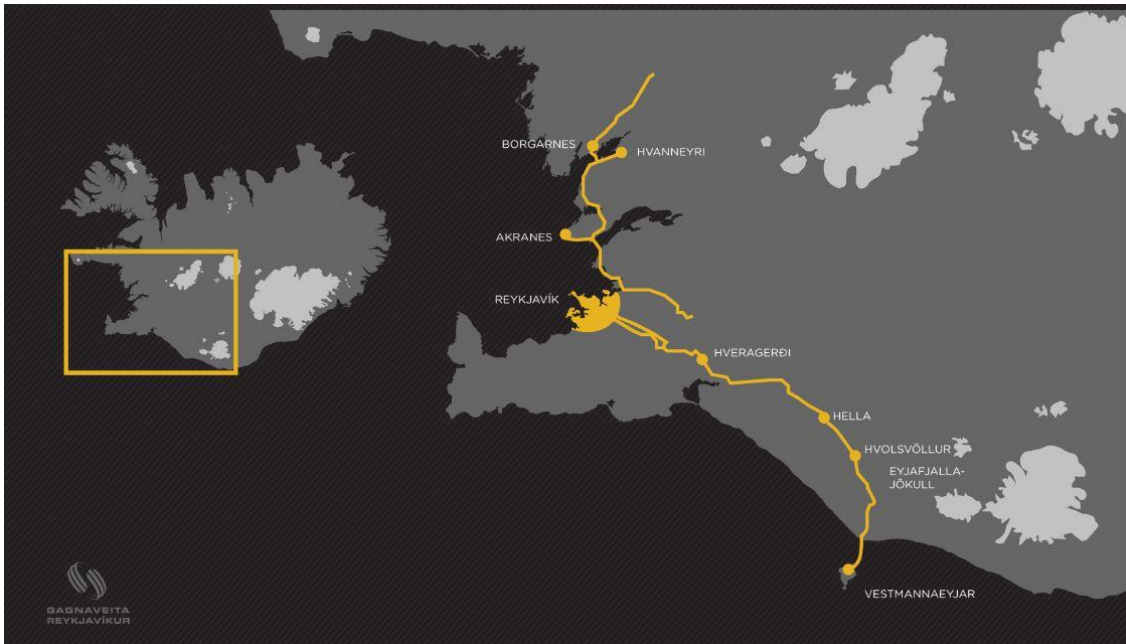 BORGARNES
HVANNEYRI
AKRANES
REYKJAVÍK
HVERAGERÐI
HELLA
HVOLSVÖLLUR
EYJAFJALLA-
JÖKULL
VESTMANNAEYJAR
GAGNAVEITA
REYKJAVÍKUR